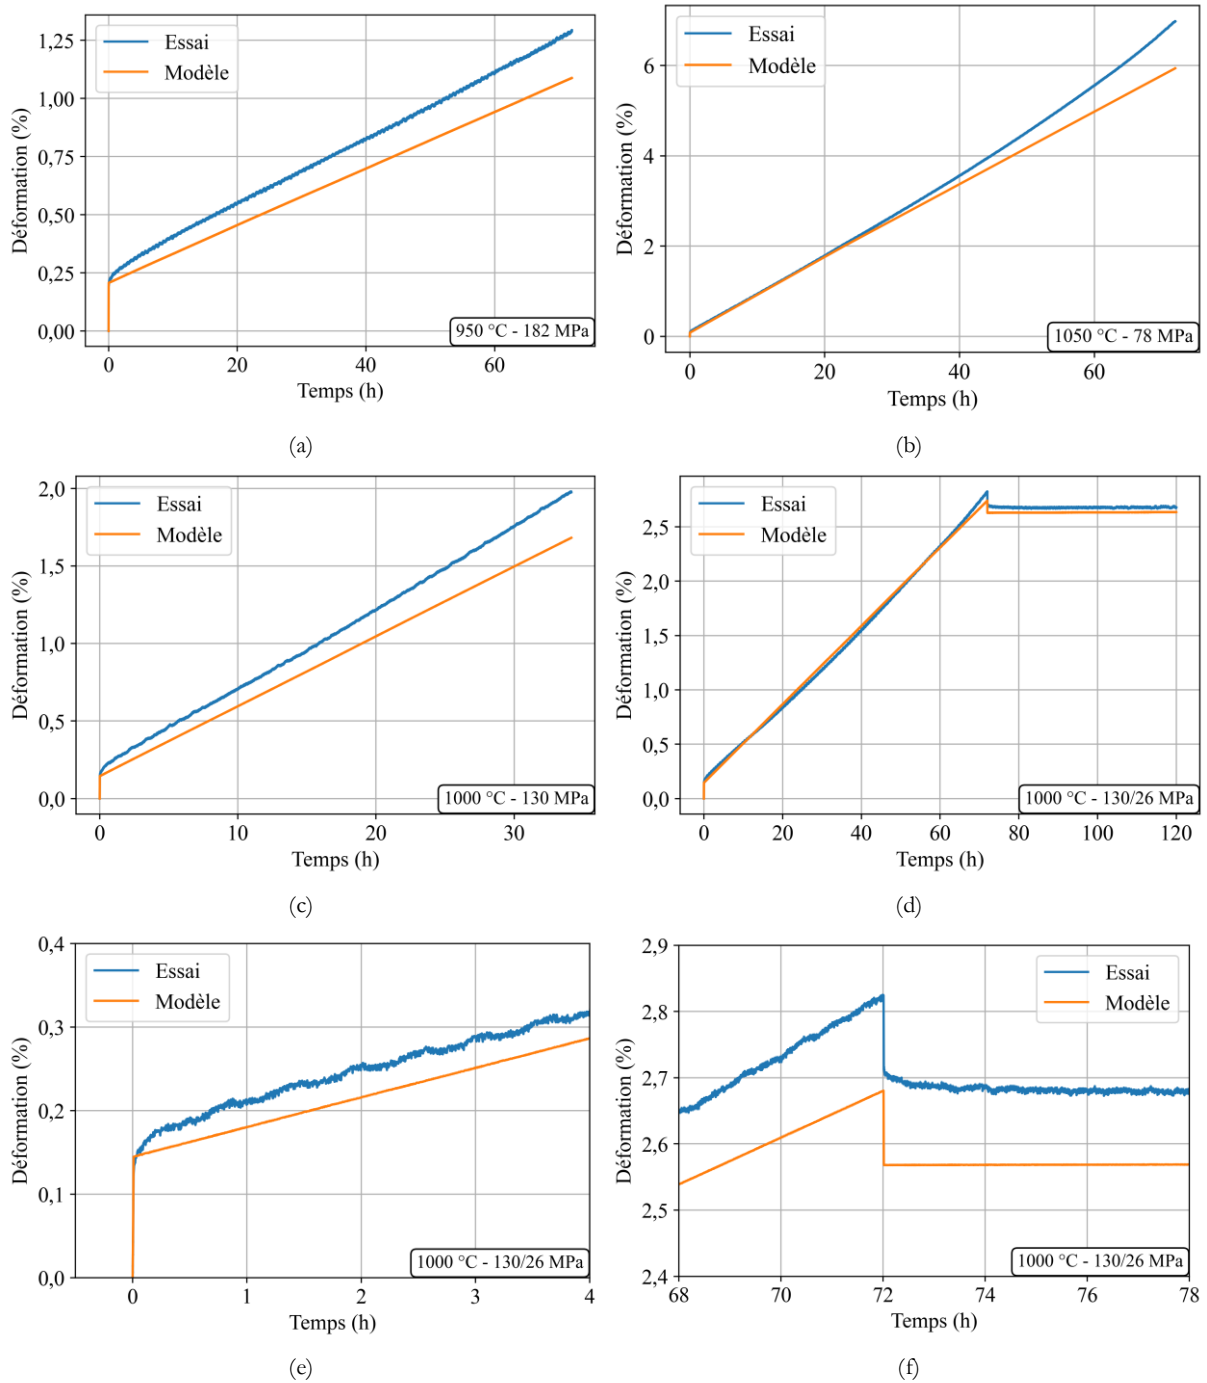 1,25
1,00
0,75
0,50
0,25
0,00
Déformation (%)
Essai
Modèle
950 °C - 182 MPa
0
20
40
60
Temps (h)
(a)
6
4
2
0
Déformation (%)
Essai
Modèle
1050 °C - 78 MPa
0
20
40
60
Temps (h)
(b)
2,0
1,5
1,0
0,5
0,0
Déformation (%)
Essai
Modèle
1000 °C - 130 MPa
0
10
20
30
Temps (h)
(c)
2,5
2,0
1,5
1,0
0,5
0,0
Déformation (%)
Essai
Modèle
1000 °C - 130/26 MPa
0
20
40
60
80
100
120
Temps (h)
(d)
0,4
0,3
0,2
0,1
0,0
Déformation (%)
Essai
Modèle
1000 °C - 130/26 MPa
0
1
2
3
4
Temps (h)
(e)
2,9
2,8
2,7
2,6
2,5
2,4
Déformation (%)
Essai
Modèle
1000 °C - 130/26 MPa
68
70
72
74
76
78
Temps (h)
(f)